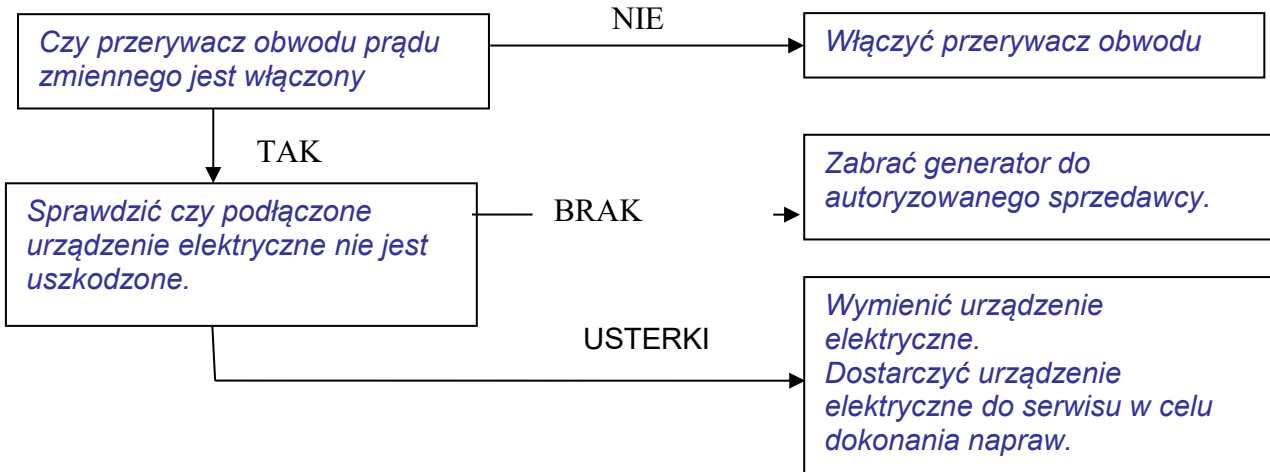 Czy przerywacz obwodu prądu
zmiennego jest włączony
NIE
Włączyć przerywacz obwodu
TAK
Sprawdzić czy podłączone
urządzenie elektryczne nie jest
uszkodzone.
BRAK
Zabrać generator do
autoryzowanego sprzedawcy.
USTERKI
Wymienić urządzenie
elektryczne.
Dostarczyć urządzenie
elektryczne do serwisu w celu
dokonania napraw.